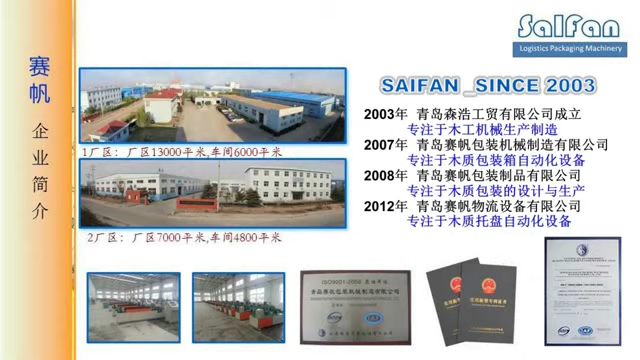 SaiFan
Logistics Packaging Machinery
赛帆
企业简介
SAIFAN _SINCE 2003
2003年 青岛森浩工贸有限公司成立
专注于木工机械生产制造
2007年 青岛赛帆包装机械制造有限公司
专注于木质包装箱自动化设备
2008年 青岛赛帆包装制品有限公司
专注于木质包装的设计与生产
2012年 青岛赛帆物流设备有限公司
专注于木质托盘自动化设备
1厂区：厂区13000平米,车间6000平米
2厂区：厂区7000平米,车间4800平米
青岛赛帆包装机械制造有限公司